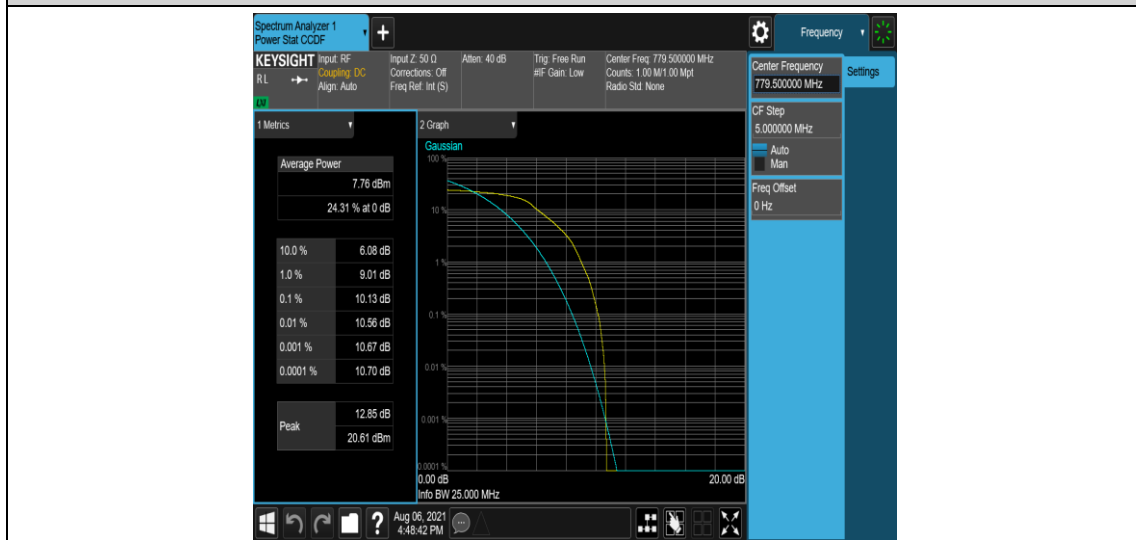 Spectrum Analyzer 1
Power Stat CCDF
+
Frequency
KEYSIGHT
Input: RF
Coupling: DC
Align: Auto
Input Z: 50 Ω
Corrections: Off
Freq Ref: Int (S)
Atten: 40 dB
Trig: Free Run
#IF Gain: Low
Center Freq: 779.500000 MHz
Counts: 1.00 M/1.00 Mpt
Radio Std: None
R L
LXI
Center Frequency
779.500000 MHz
Settings
CF Step
5.000000 MHz
Auto
Man
Freq Offset
0 Hz
1 Metrics
Average Power
7.76 dBm
24.31 % at 0 dB
10.0 % 6.08 dB
1.0 % 9.01 dB
0.1 % 10.13 dB
0.01 % 10.56 dB
0.001 % 10.67 dB
0.0001 % 10.70 dB
Peak
12.85 dB
20.61 dBm
2 Graph
Gaussian
100 %
10 %
1 %
0.1 %
0.01 %
0.001 %
0.0001 %
0.00 dB 20.00 dB
Info BW 25.000 MHz
?
Aug 06, 2021
4:48:42 PM